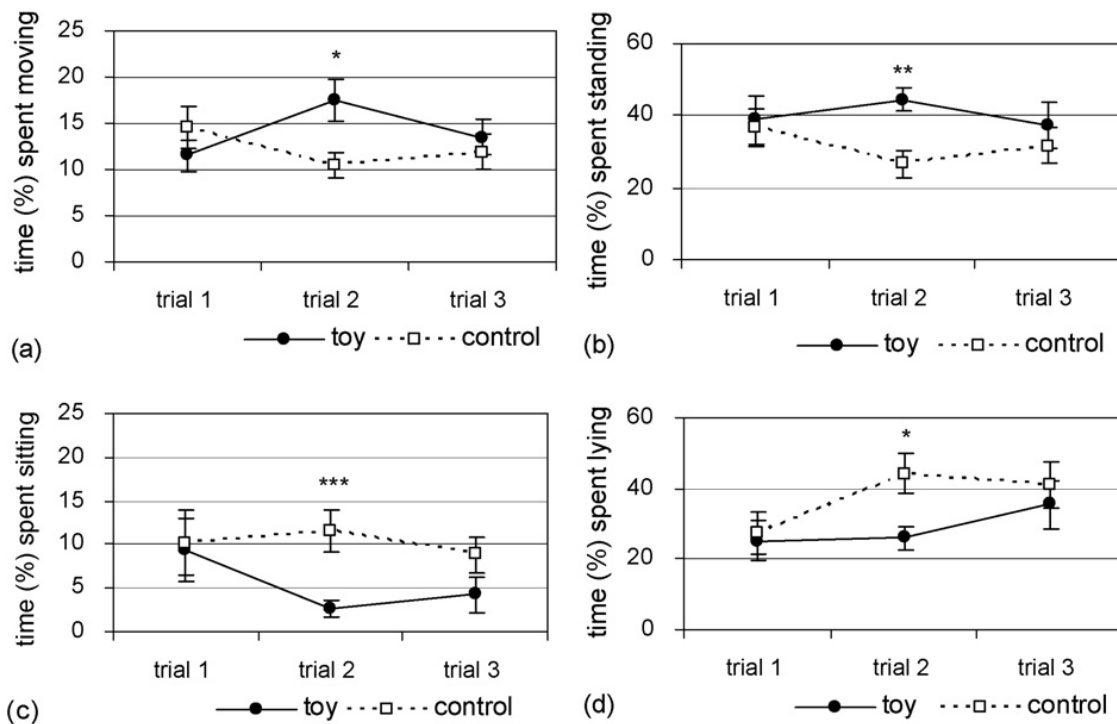 time (%) spent moving
25
20
15
10
5
0
*
trial 1 trial 2 trial 3
(a)
toy control
time (%) spent standing
60
40
20
0
**
trial 1 trial 2 trial 3
(b)
toy control
time (%) spent sitting
25
20
15
10
5
0
***
trial 1 trial 2 trial 3
(c)
toy control
time (%) spent lying
60
40
20
0
*
trial 1 trial 2 trial 3
(d)
toy control